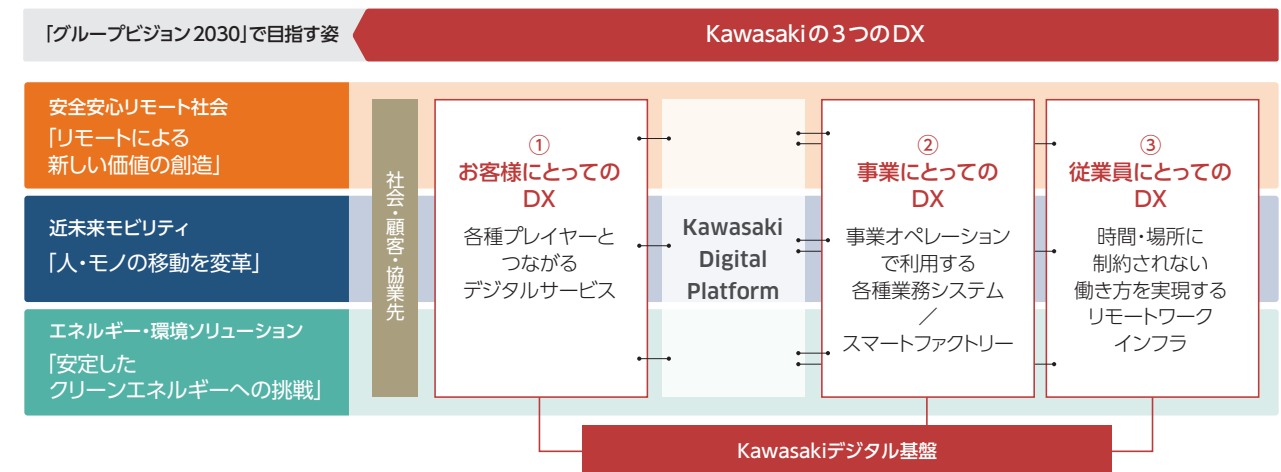 「グループビジョン2030」で目指す姿
Kawasakiの3つのDX
安全安心リモート社会
「リモートによる
新しい価値の創造」
近未来モビリティ
「人・モノの移動を変革」
エネルギー・環境ソリューション
「安定した
クリーンエネルギーへの挑戦」
社会・顧客・協業先
①
お客様にとっての
DX
各種プレイヤーと
つながる
デジタルサービス
Kawasaki
Digital
Platform
②
事業にとっての
DX
事業オペレーション
で利用する
各種業務システム
／
スマートファクトリー
③
従業員にとっての
DX
時間・場所に
制約されない
働き方を実現する
リモートワーク
インフラ
Kawasakiデジタル基盤